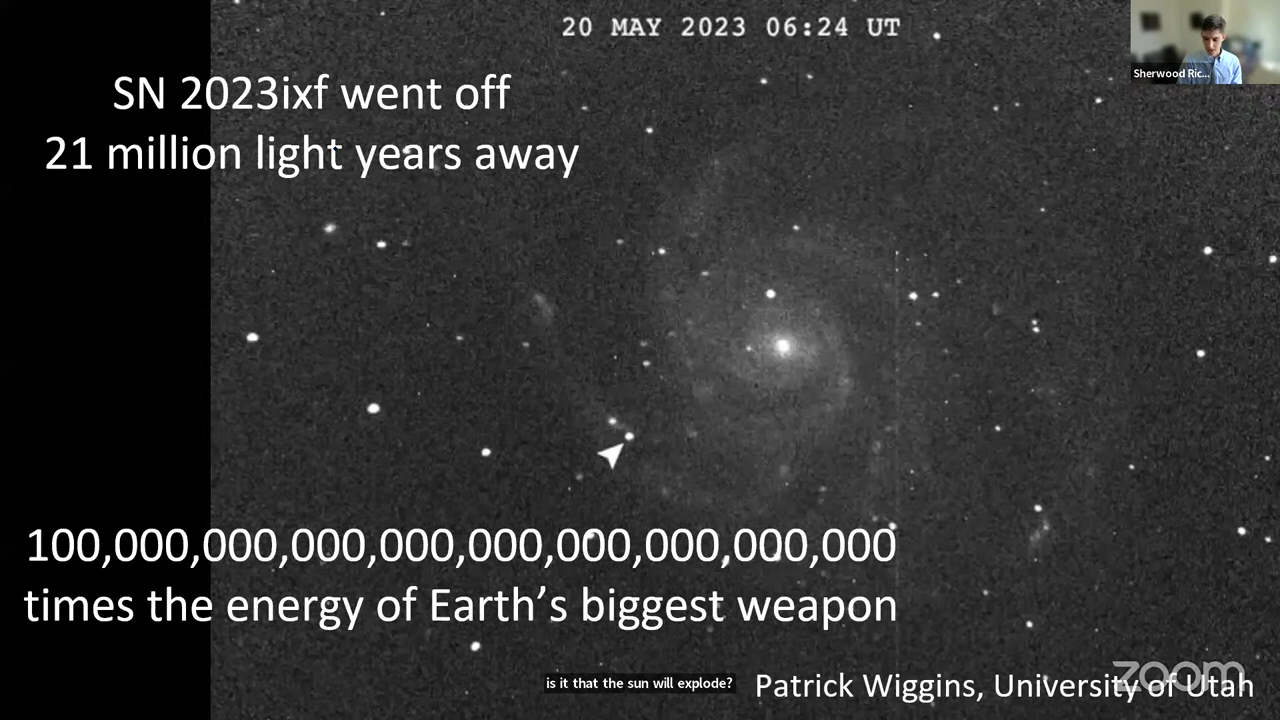 20 MAY 2023 06:24 UT
Sherwood Ric...
SN 2023ixf went off
21 million light years away
100,000,000,000,000,000,000,000,000,000
times the energy of Earth’s biggest weapon
is it that the sun will explode?
Patrick Wiggins, University of Utah
zoom